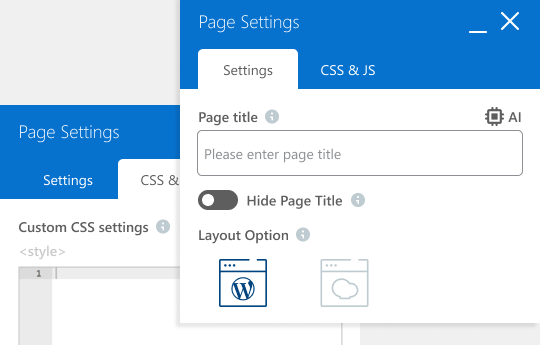 Page Settings
Settings
CSS & JS
Page title
AI
Please enter page title
Hide Page Title
Layout Option
Page Settings
Settings
CSS &
Custom CSS settings
<style>
1